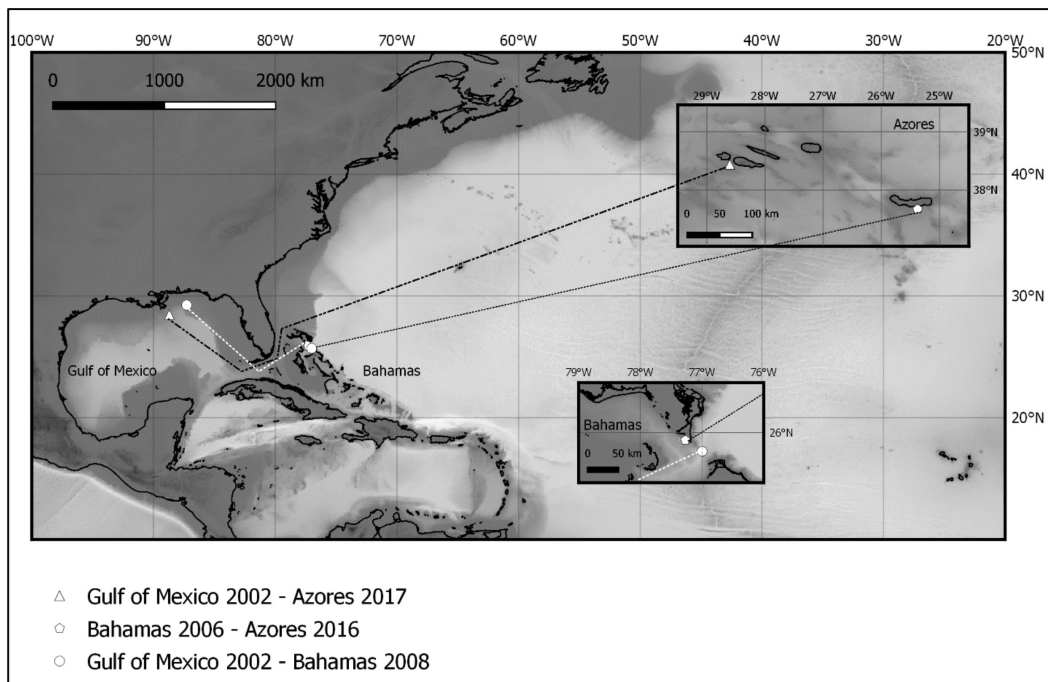 100°W 90°W 80°W 70°W 60°W 50°W 40°W 30°W 20°W
50°N
0 1000 2000 km
29°W 28°W 27°W 26°W 25°W
Azores
39°N
40°N
38°N
0 50 100 km
30°N
Gulf of Mexico
Bahamas
79°W 78°W 77°W 76°W
20°N
Bahamas
26°N
0 50 km
△ Gulf of Mexico 2002 - Azores 2017
Bahamas 2006 - Azores 2016
Gulf of Mexico 2002 - Bahamas 2008